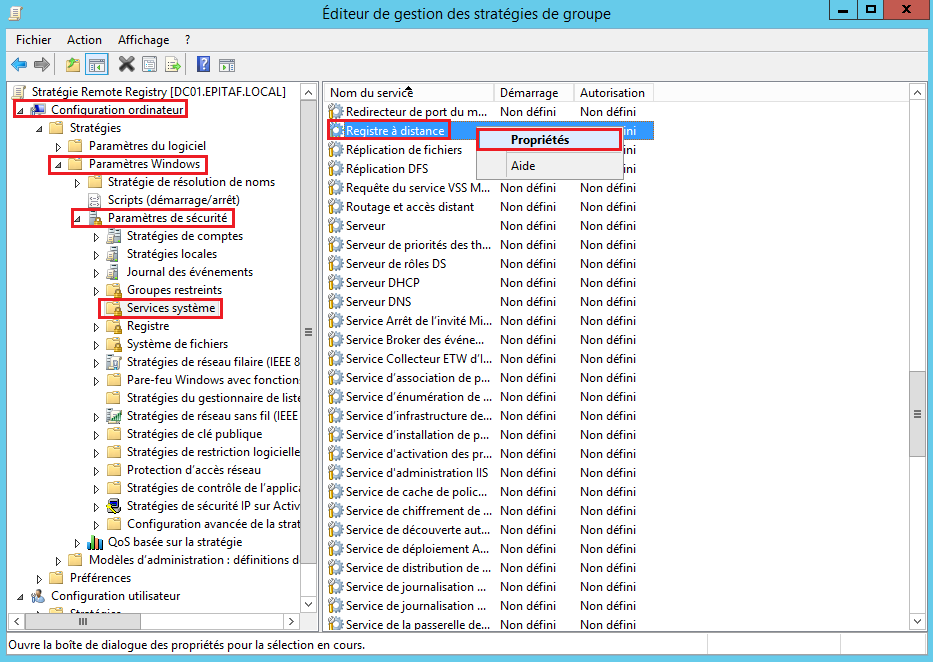 Éditeur de gestion des stratégies de groupe
Fichier Action Affichage ?
Stratégie Remote Registry [DC01.EPITAF.LOCAL]
Configuration ordinateur
Stratégies
Paramètres du logiciel
Paramètres Windows
Stratégie de résolution de noms
Scripts (démarrage/arrêt)
Paramètres de sécurité
Stratégies de comptes
Stratégies locales
Journal des événements
Groupes restreints
Services système
Registre
Système de fichiers
Stratégies de réseau filaire (IEEE 8
Pare-feu Windows avec fonction
Stratégies du gestionnaire de liste
Stratégies de réseau sans fil (IEEE
Stratégies de clé publique
Stratégies de restriction logicielle
Protection d'accès réseau
Stratégies de contrôle de l'applica
Stratégies de sécurité IP sur Activ
Configuration avancée de la strat
QoS basée sur la stratégie
Modèles d'administration : définitions d
Préférences
Configuration utilisateur
Stratégies
Nom du service Démarrage Autorisation
Redirecteur de port du m... Non défini Non défini
Registre à distance ini
Propriétés
Réplication de fichiers ini
Aide
Réplication DFS ini
Requête du service VSS M... Non défini Non défini
Routage et accès distant Non défini Non défini
Serveur Non défini Non défini
Serveur de priorités des th... Non défini Non défini
Serveur de rôles DS Non défini Non défini
Serveur DHCP Non défini Non défini
Serveur DNS Non défini Non défini
Service Arrêt de l'invité Mi... Non défini Non défini
Service Broker des événe... Non défini Non défini
Service Collecteur ETW d'I... Non défini Non défini
Service d'association de p... Non défini Non défini
Service d'énumération de ... Non défini Non défini
Service d'infrastructure de... Non défini Non défini
Service d'installation de p... Non défini Non défini
Service d'activation des pr... Non défini Non défini
Service d'administration IIS Non défini Non défini
Service de cache de polic... Non défini Non défini
Service de chiffrement de ... Non défini Non défini
Service de découverte aut... Non défini Non défini
Service de déploiement A... Non défini Non défini
Service de distribution de ... Non défini Non défini
Service de journalisation ... Non défini Non défini
Service de journalisation ... Non défini Non défini
Service de la passerelle de... Non défini Non défini
Ouvre la boîte de dialogue des propriétés pour la sélection en cours.